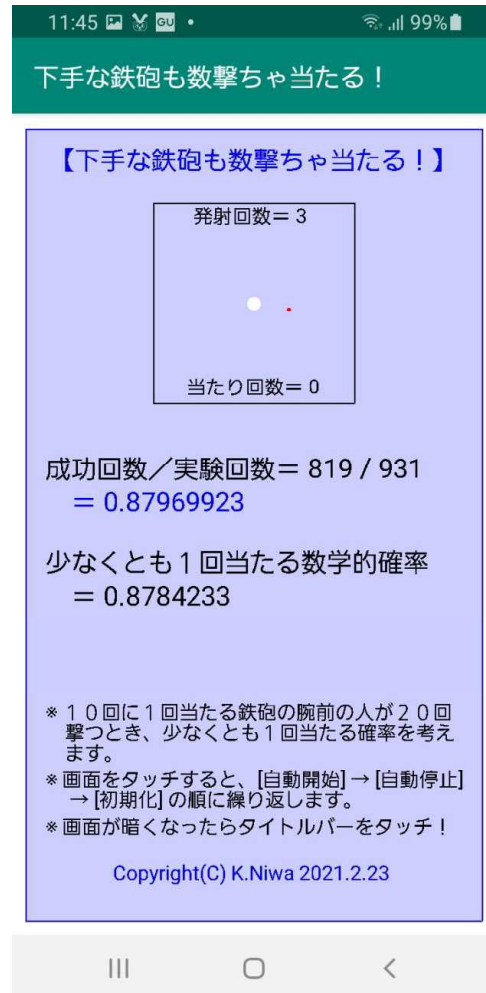 11:45 GU • 99%
下手な鉄砲も数撃ちゃ当たる！
【下手な鉄砲も数撃ちゃ当たる！】
発射回数＝ 3
当たり回数＝ 0
成功回数／実験回数＝ 819 / 931
＝ 0.87969923
少なくとも１回当たる数学的確率
＝ 0.8784233
※１０回に１回当たる鉄砲の腕前の人が２０回
撃つとき、少なくとも１回当たる確率を考え
ます。
※画面をタッチすると、[自動開始]→[自動停止]
→[初期化] の順に繰り返します。
※画面が暗くなったらタイトルバーをタッチ！
Copyright(C) K.Niwa 2021.2.23